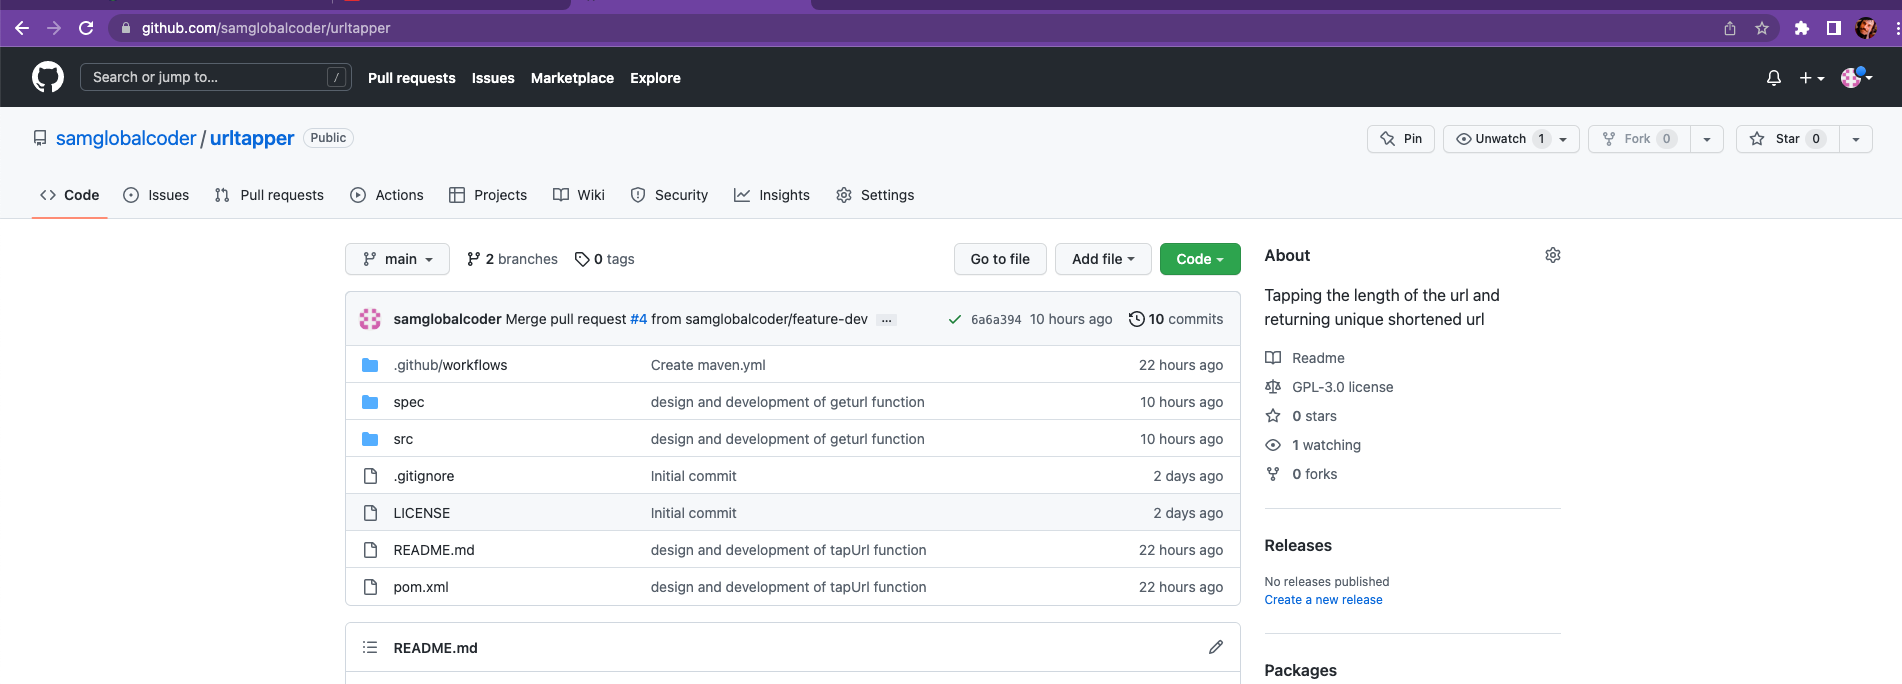 github.com/samglobalcoder/urltapper
Search or jump to... /
Pull requests Issues Marketplace Explore
samglobalcoder / urltapper Public
Pin Unwatch 1 Fork 0 Star 0
Code Issues Pull requests Actions Projects Wiki Security Insights Settings
main 2 branches 0 tags Go to file Add file Code
samglobalcoder Merge pull request #4 from samglobalcoder/feature-dev ... 6a6a394 10 hours ago 10 commits
.github/workflows Create maven.yml 22 hours ago
spec design and development of geturl function 10 hours ago
src design and development of geturl function 10 hours ago
.gitignore Initial commit 2 days ago
LICENSE Initial commit 2 days ago
README.md design and development of tapUrl function 22 hours ago
pom.xml design and development of tapUrl function 22 hours ago
README.md
About
Tapping the length of the url and
returning unique shortened url
Readme
GPL-3.0 license
0 stars
1 watching
0 forks
Releases
No releases published
Create a new release
Packages